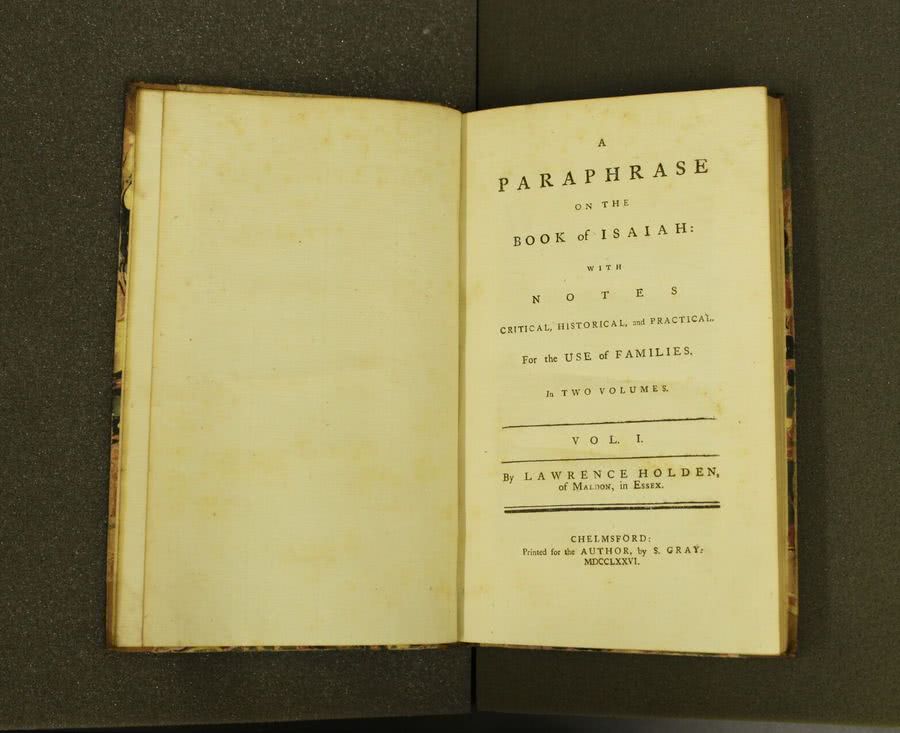 A
PARAPHRASE
ON THE
BOOK of ISAIAH:
WITH
NOTES
CRITICAL, HISTORICAL, and PRACTICAL.
For the USE of FAMILIES.
In TWO VOLUMES.
VOL. I.
By LAWRENCE HOLDEN,
of MALDON, in ESSEX.
CHELMSFORD:
Printed for the AUTHOR, by S. GRAY:
MDCCLXXVI.